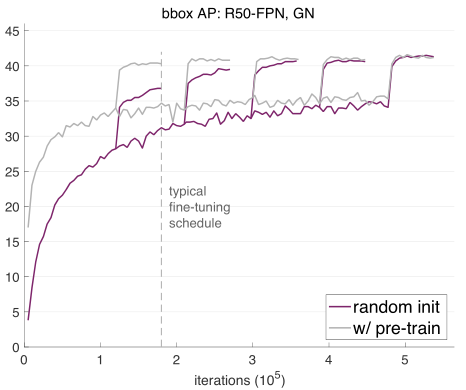 bbox AP: R50-FPN, GN
45
40
35
30
25
20
15
10
5
0
typical
fine-tuning
schedule
random init
w/ pre-train
0 1 2 3 4 5
iterations (10⁵)